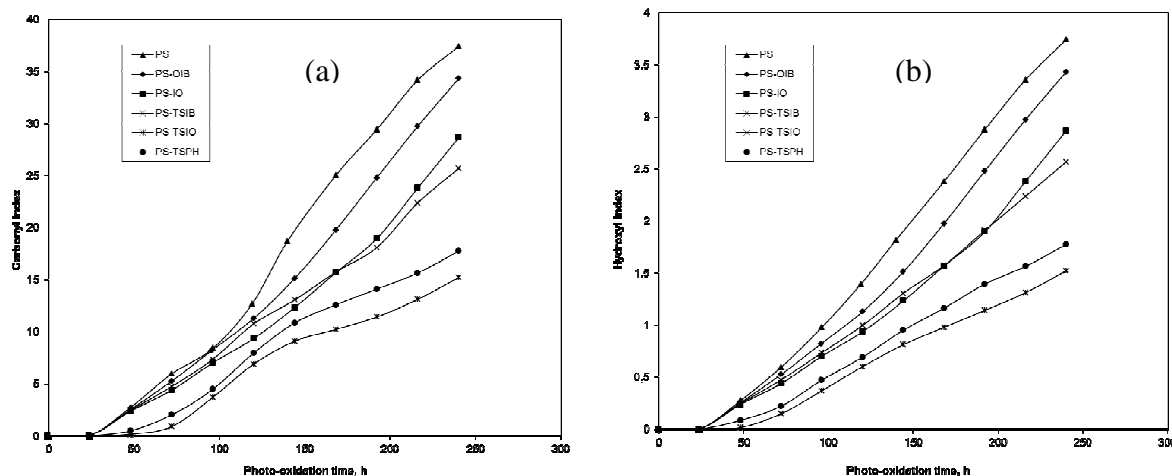 (a)
40
35
30
25
20
15
10
5
0
PS
PS-OIB
PS-IO
PS-TSIB
PS-TSIO
PS-TSPH
Carbonyl Index
0 50 100 150 200 250 300
Photo-oxidation time, h
(b)
4
3.5
3
2.5
2
1.5
1
0.5
0
PS
PS-OIB
PS-IO
PS-TSIB
PS-TSIO
PS-TSPH
Hydroxyl Index
0 50 100 150 200 250 300
Photo-oxidation time, h